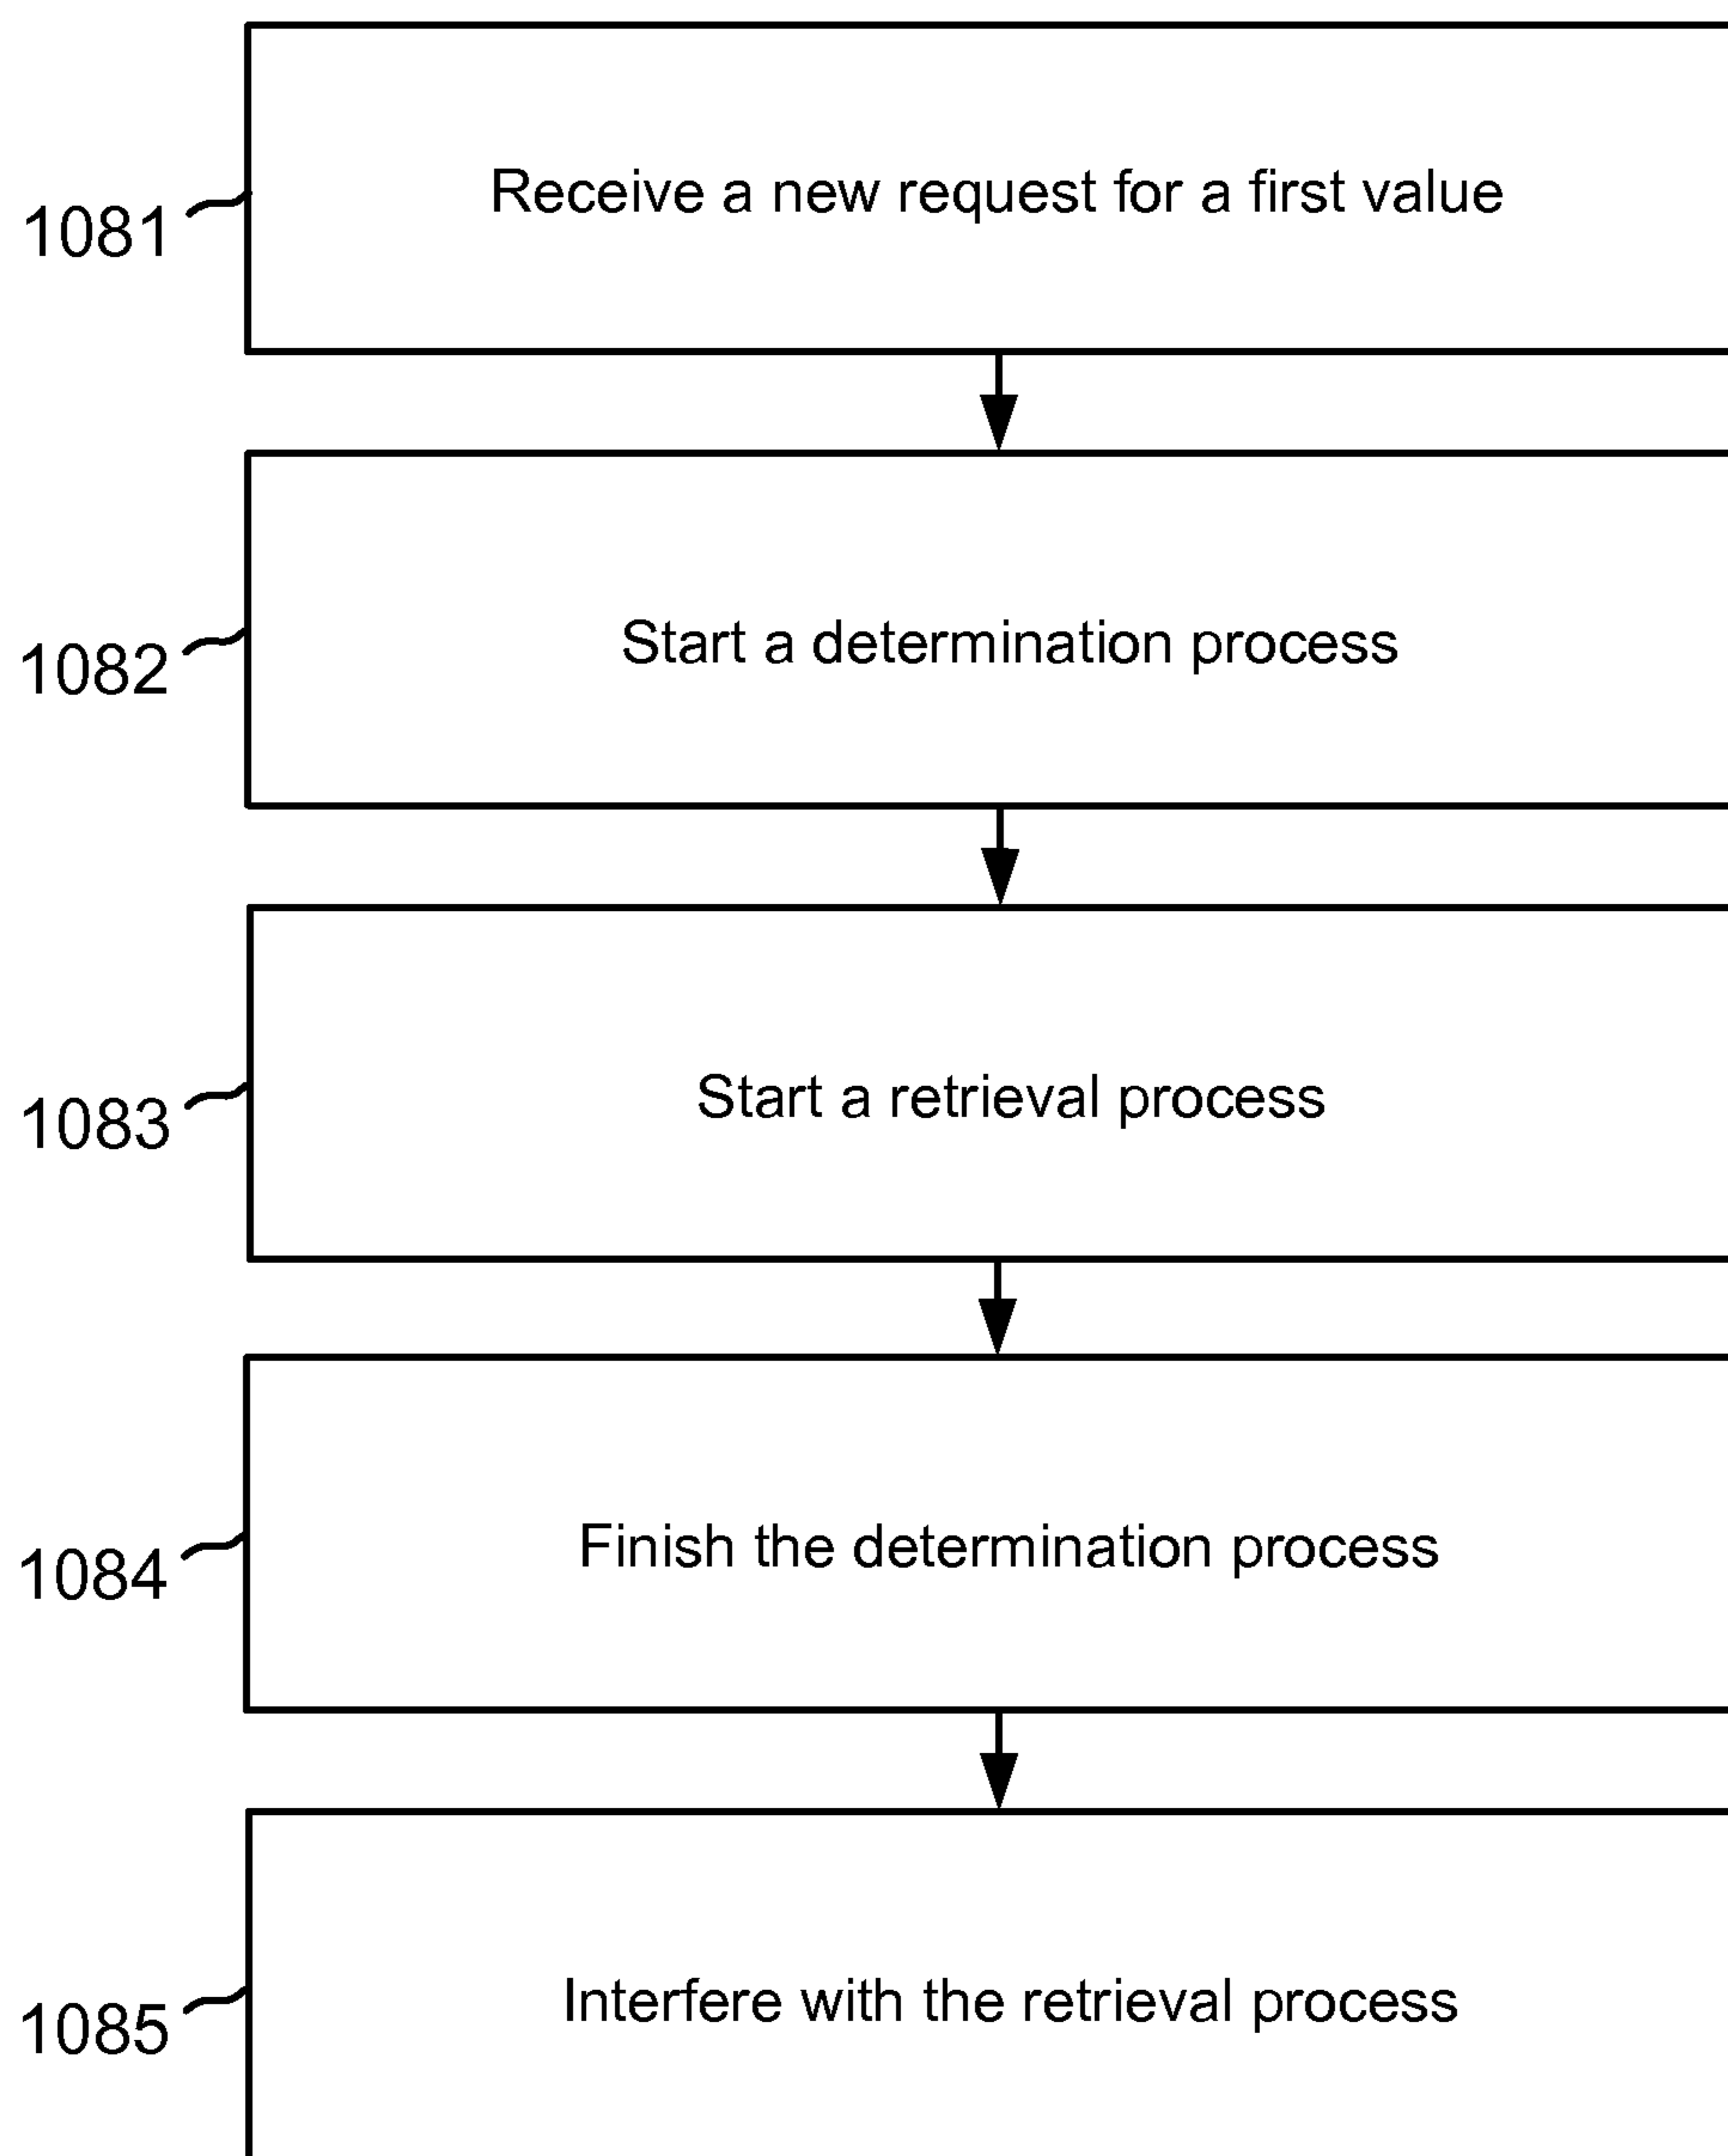 Receive a new request for a first value
1081
Start a determination process
1082
Start a retrieval process
1083
Finish the determination process
1084
Interfere with the retrieval process
1085